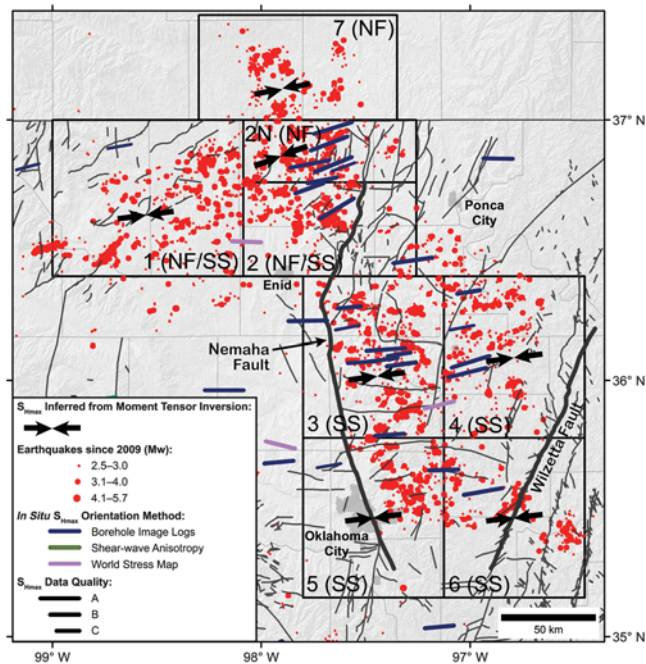 7 (NF)
37° N
2N (NF)
Ponca
City
1 (NF/SS)
2 (NF/SS)
Enid
Nemaha
Fault
36° N
3 (SS)
4 (SS)
Wilzetta Fault
Oklahoma
City
5 (SS)
6 (SS)
S_Hmax Inferred from Moment Tensor Inversion:
Earthquakes since 2009 (Mw):
2.5–3.0
3.1–4.0
4.1–5.7
In Situ S_Hmax Orientation Method:
Borehole Image Logs
Shear-wave Anisotropy
World Stress Map
S_Hmax Data Quality:
A
B
C
50 km
35° N
99° W
98° W
97° W